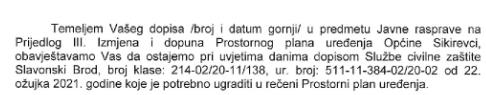 Temeljem Vašeg dopisa /broj i datum gornji/ u predmetu Javne rasprave na
Prijedlog III. Izmjena i dopuna Prostornog plana uređenja Općine Sikirevci,
obavještavamo Vas da ostajemo pri uvjetima danima dopisom Službe civilne zaštite
Slavonski Brod, broj klase: 214-02/20-11/138, ur. broj: 511-11-384-02/20-02 od 22.
ožujka 2021. godine koje je potrebno ugraditi u rečeni Prostorni plan uređenja.